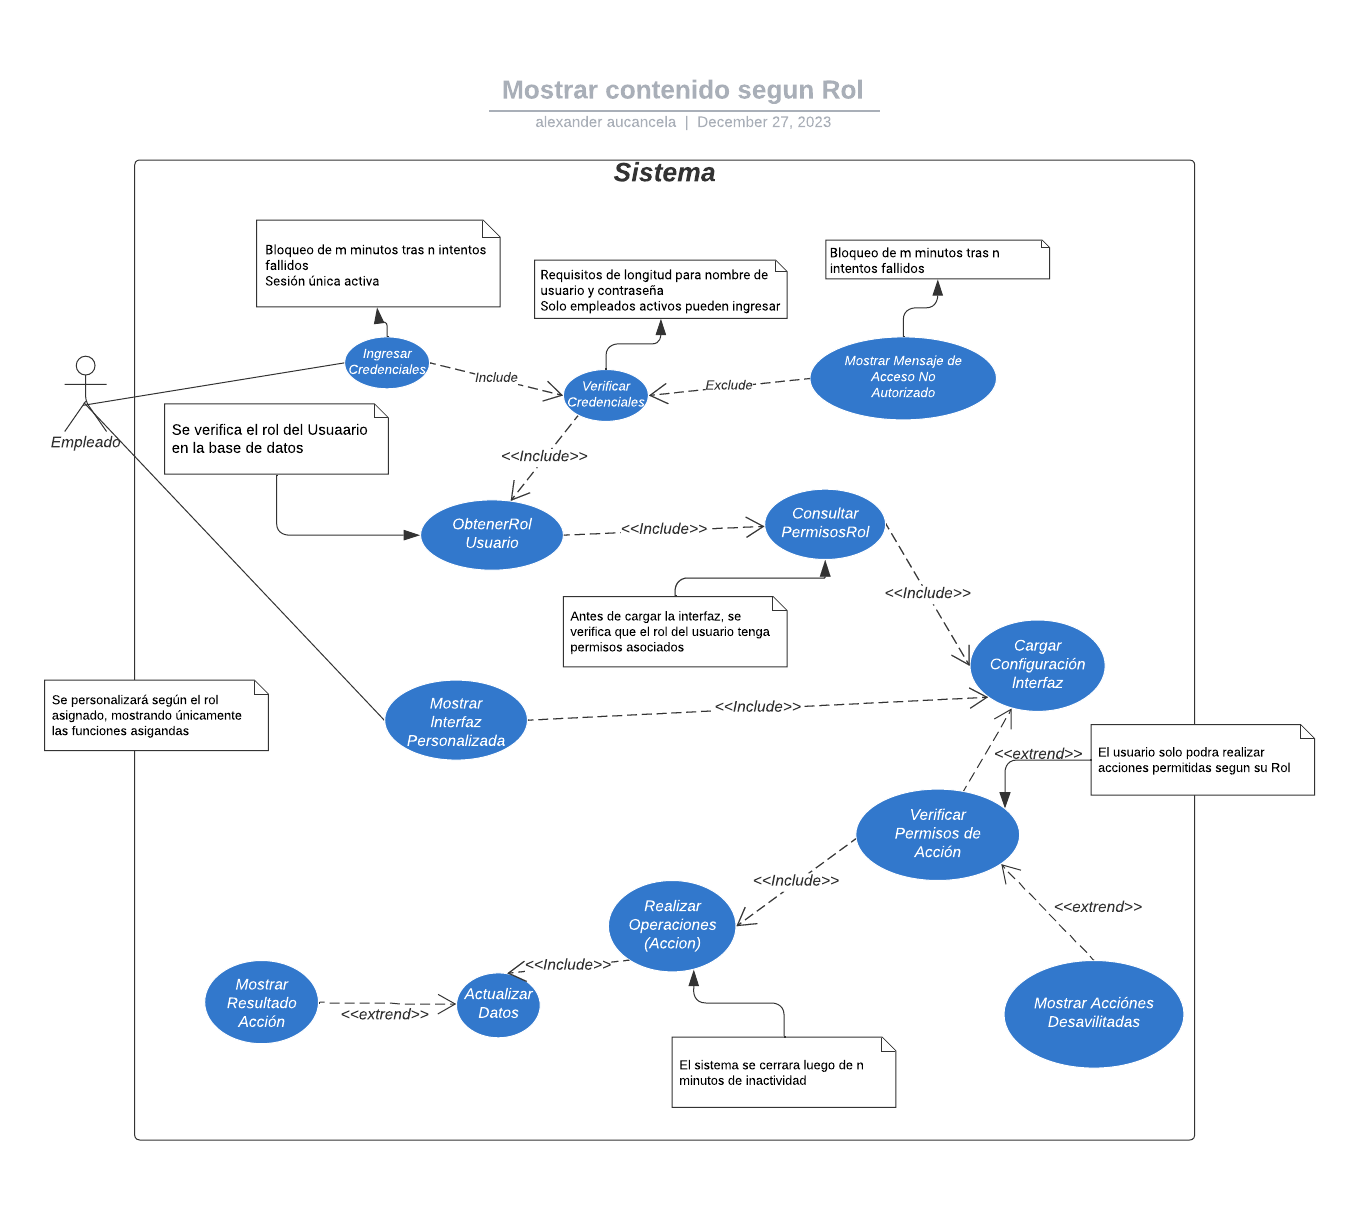 Mostrar contenido segun Rol
alexander aucancela | December 27, 2023
Sistema
Bloqueo de m minutos tras n intentos
fallidos
Sesión única activa
Requisitos de longitud para nombre de
usuario y contraseña
Solo empleados activos pueden ingresar
Bloqueo de m minutos tras n
intentos fallidos
Ingresar
Credenciales
Include
Verificar
Credenciales
Exclude
Mostrar Mensaje de
Acceso No
Autorizado
Empleado
Se verifica el rol del Usuaario
en la base de datos
<<Include>>
ObtenerRol
Usuario
<<Include>>
Consultar
PermisosRol
<<Include>>
Antes de cargar la interfaz, se
verifica que el rol del usuario tenga
permisos asociados
Cargar
Configuración
Interfaz
Se personalizará según el rol
asignado, mostrando únicamente
las funciones asigandas
Mostrar
Interfaz
Personalizada
<<Include>>
<<extrend>>
El usuario solo podra realizar
acciones permitidas segun su Rol
Verificar
Permisos de
Acción
<<Include>>
<<extrend>>
Realizar
Operaciones
(Accion)
<<Include>>
Mostrar
Resultado
Acción
<<extrend>>
Actualizar
Datos
Mostrar Acciónes
Desavilitadas
El sistema se cerrara luego de n
minutos de inactividad